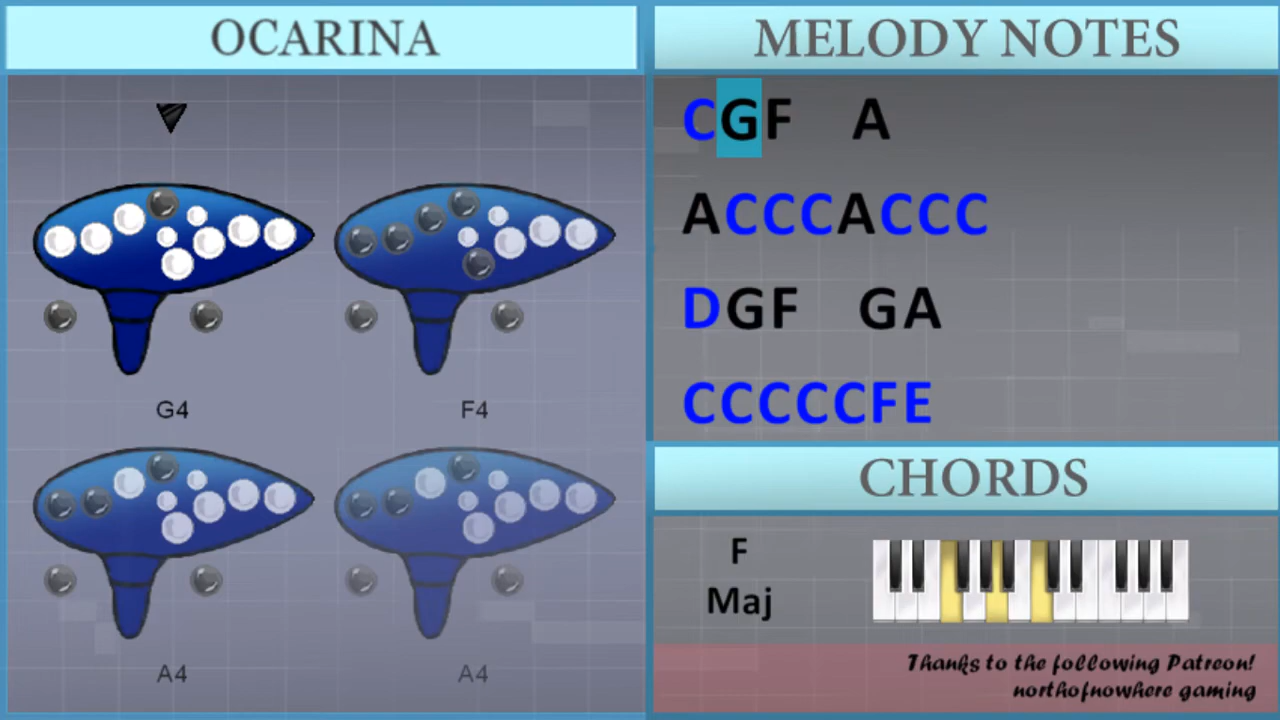 OCARINA
G4
F4
A4
A4
MELODY NOTES
CGF A
ACCCACCC
DGF GA
CCCCCFE
CHORDS
F
Maj
Thanks to the following Patreon!
northofnowhere gaming